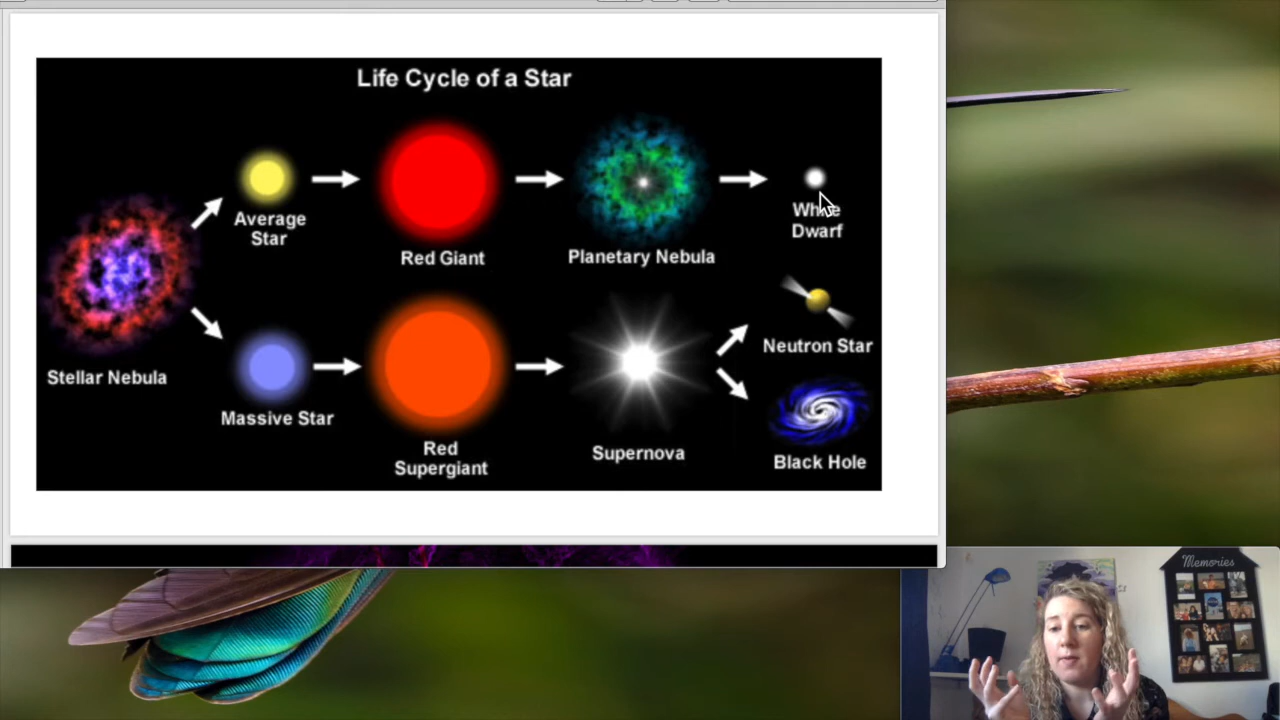 Life Cycle of a Star
Average
Star
Red Giant
Planetary Nebula
White
Dwarf
Stellar Nebula
Massive Star
Red
Supergiant
Supernova
Neutron Star
Black Hole
Memories